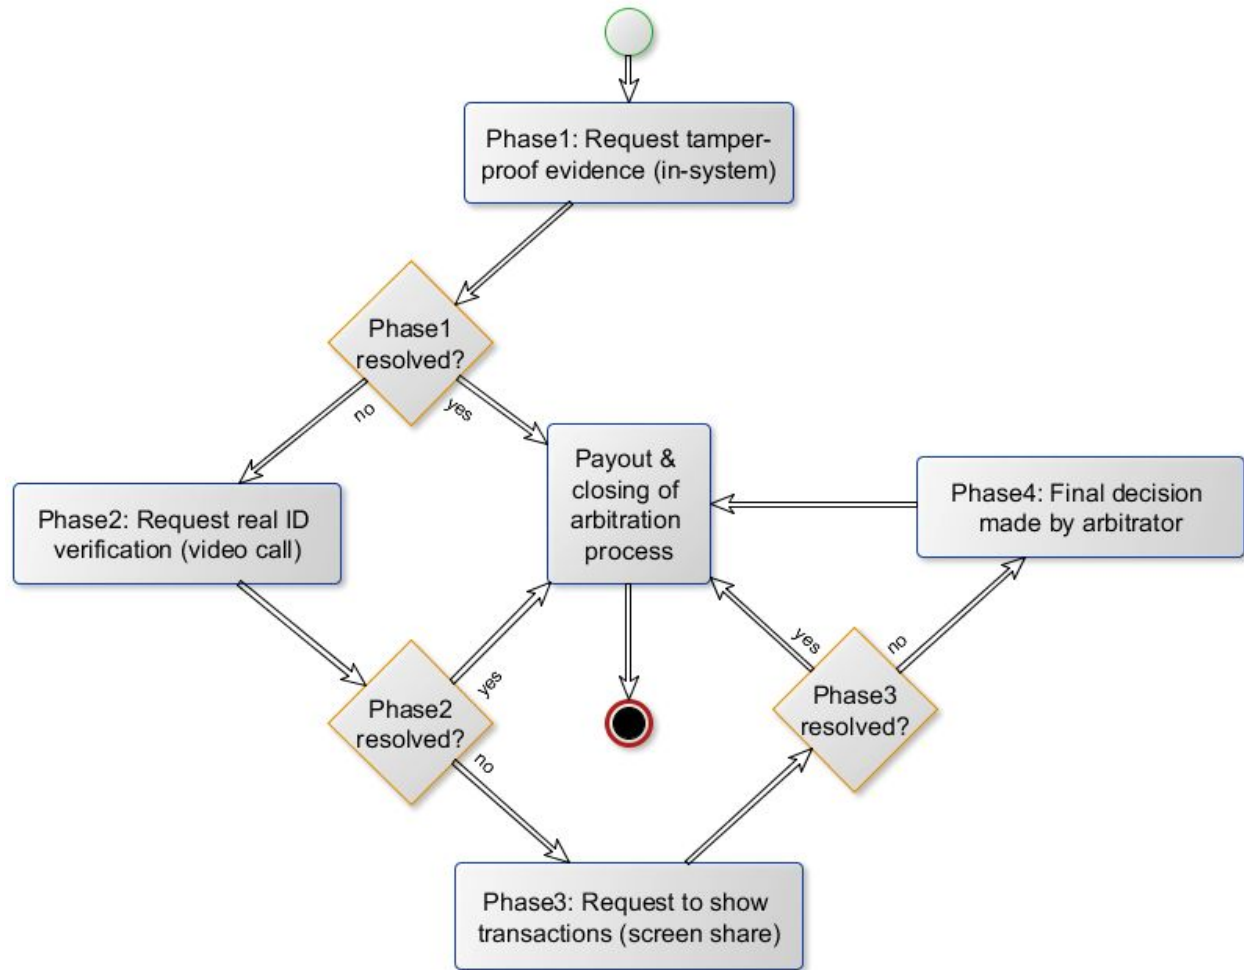 Phase1: Request tamper-
proof evidence (in-system)
Phase1
resolved?
no
yes
Payout &
closing of
arbitration
process
Phase4: Final decision
made by arbitrator
Phase2: Request real ID
verification (video call)
yes
no
Phase2
resolved?
yes
no
Phase3
resolved?
Phase3: Request to show
transactions (screen share)